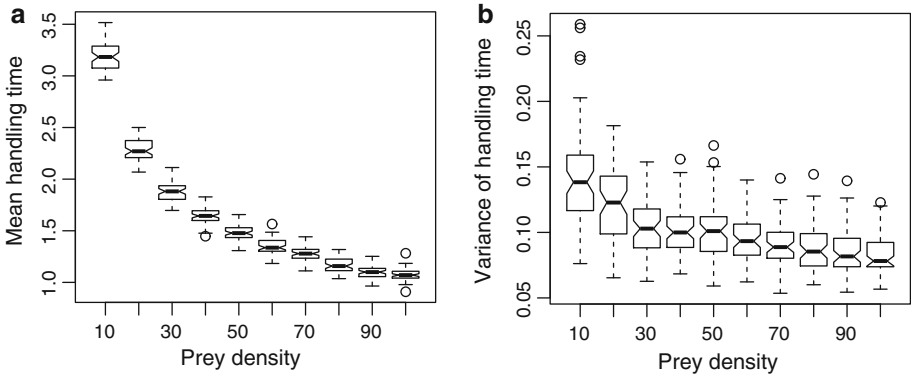 a
Mean handling time
3.5
3.0
2.5
2.0
1.5
1.0
10 30 50 70 90
Prey density
b
Variance of handling time
0.25
0.20
0.15
0.10
0.05
10 30 50 70 90
Prey density